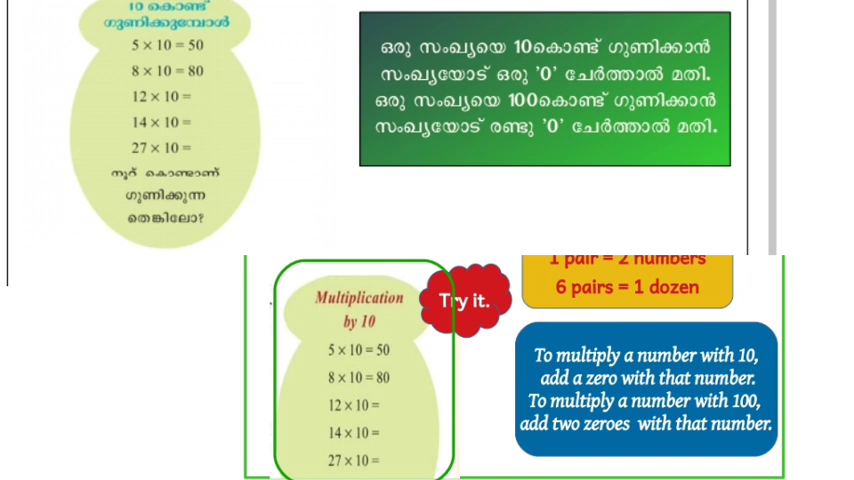 10 കൊണ്ട്
ഗുണിക്കുമ്പോൾ
5 × 10 = 50
8 × 10 = 80
12 × 10 =
14 × 10 =
27 × 10 =
നൂറ് കൊണ്ടാണ്
ഗുണിക്കുന്ന
തെങ്കിലോ?
ഒരു സംഖ്യയെ 10കൊണ്ട് ഗുണിക്കാൻ
സംഖ്യയോട് ഒരു '0' ചേർത്താൽ മതി.
ഒരു സംഖ്യയെ 100കൊണ്ട് ഗുണിക്കാൻ
സംഖ്യയോട് രണ്ടു '0' ചേർത്താൽ മതി.
Multiplication
by 10
5 × 10 = 50
8 × 10 = 80
12 × 10 =
14 × 10 =
27 × 10 =
Try it.
1 pair = 2 numbers
6 pairs = 1 dozen
To multiply a number with 10,
add a zero with that number.
To multiply a number with 100,
add two zeroes with that number.